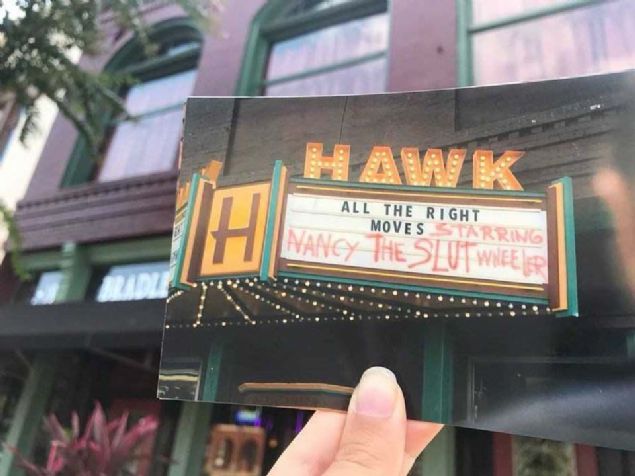 HAWK
H
ALL THE RIGHT
MOVES STARRING
NANCY THE SLUT WHEELER
BRADLE